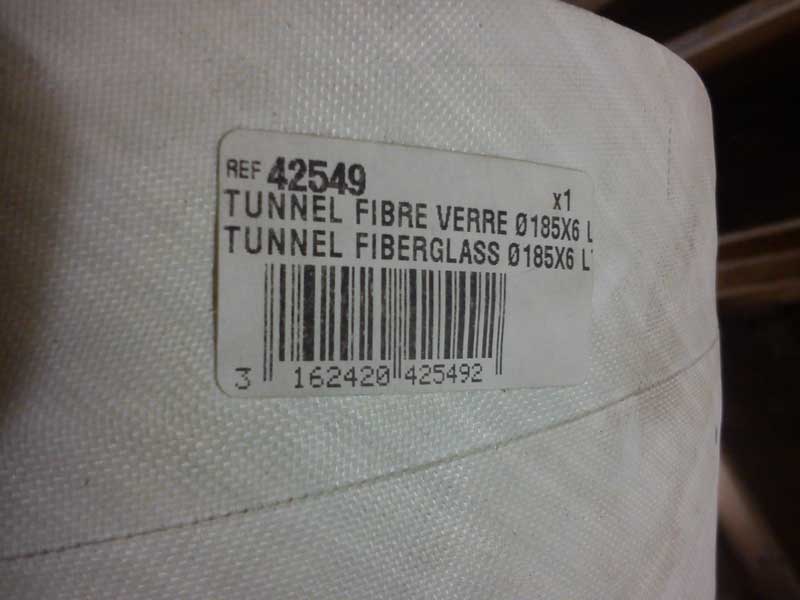 REF 42549
x1
TUNNEL FIBRE VERRE Ø185X6 L
TUNNEL FIBERGLASS Ø185X6 L
3 162420 425492